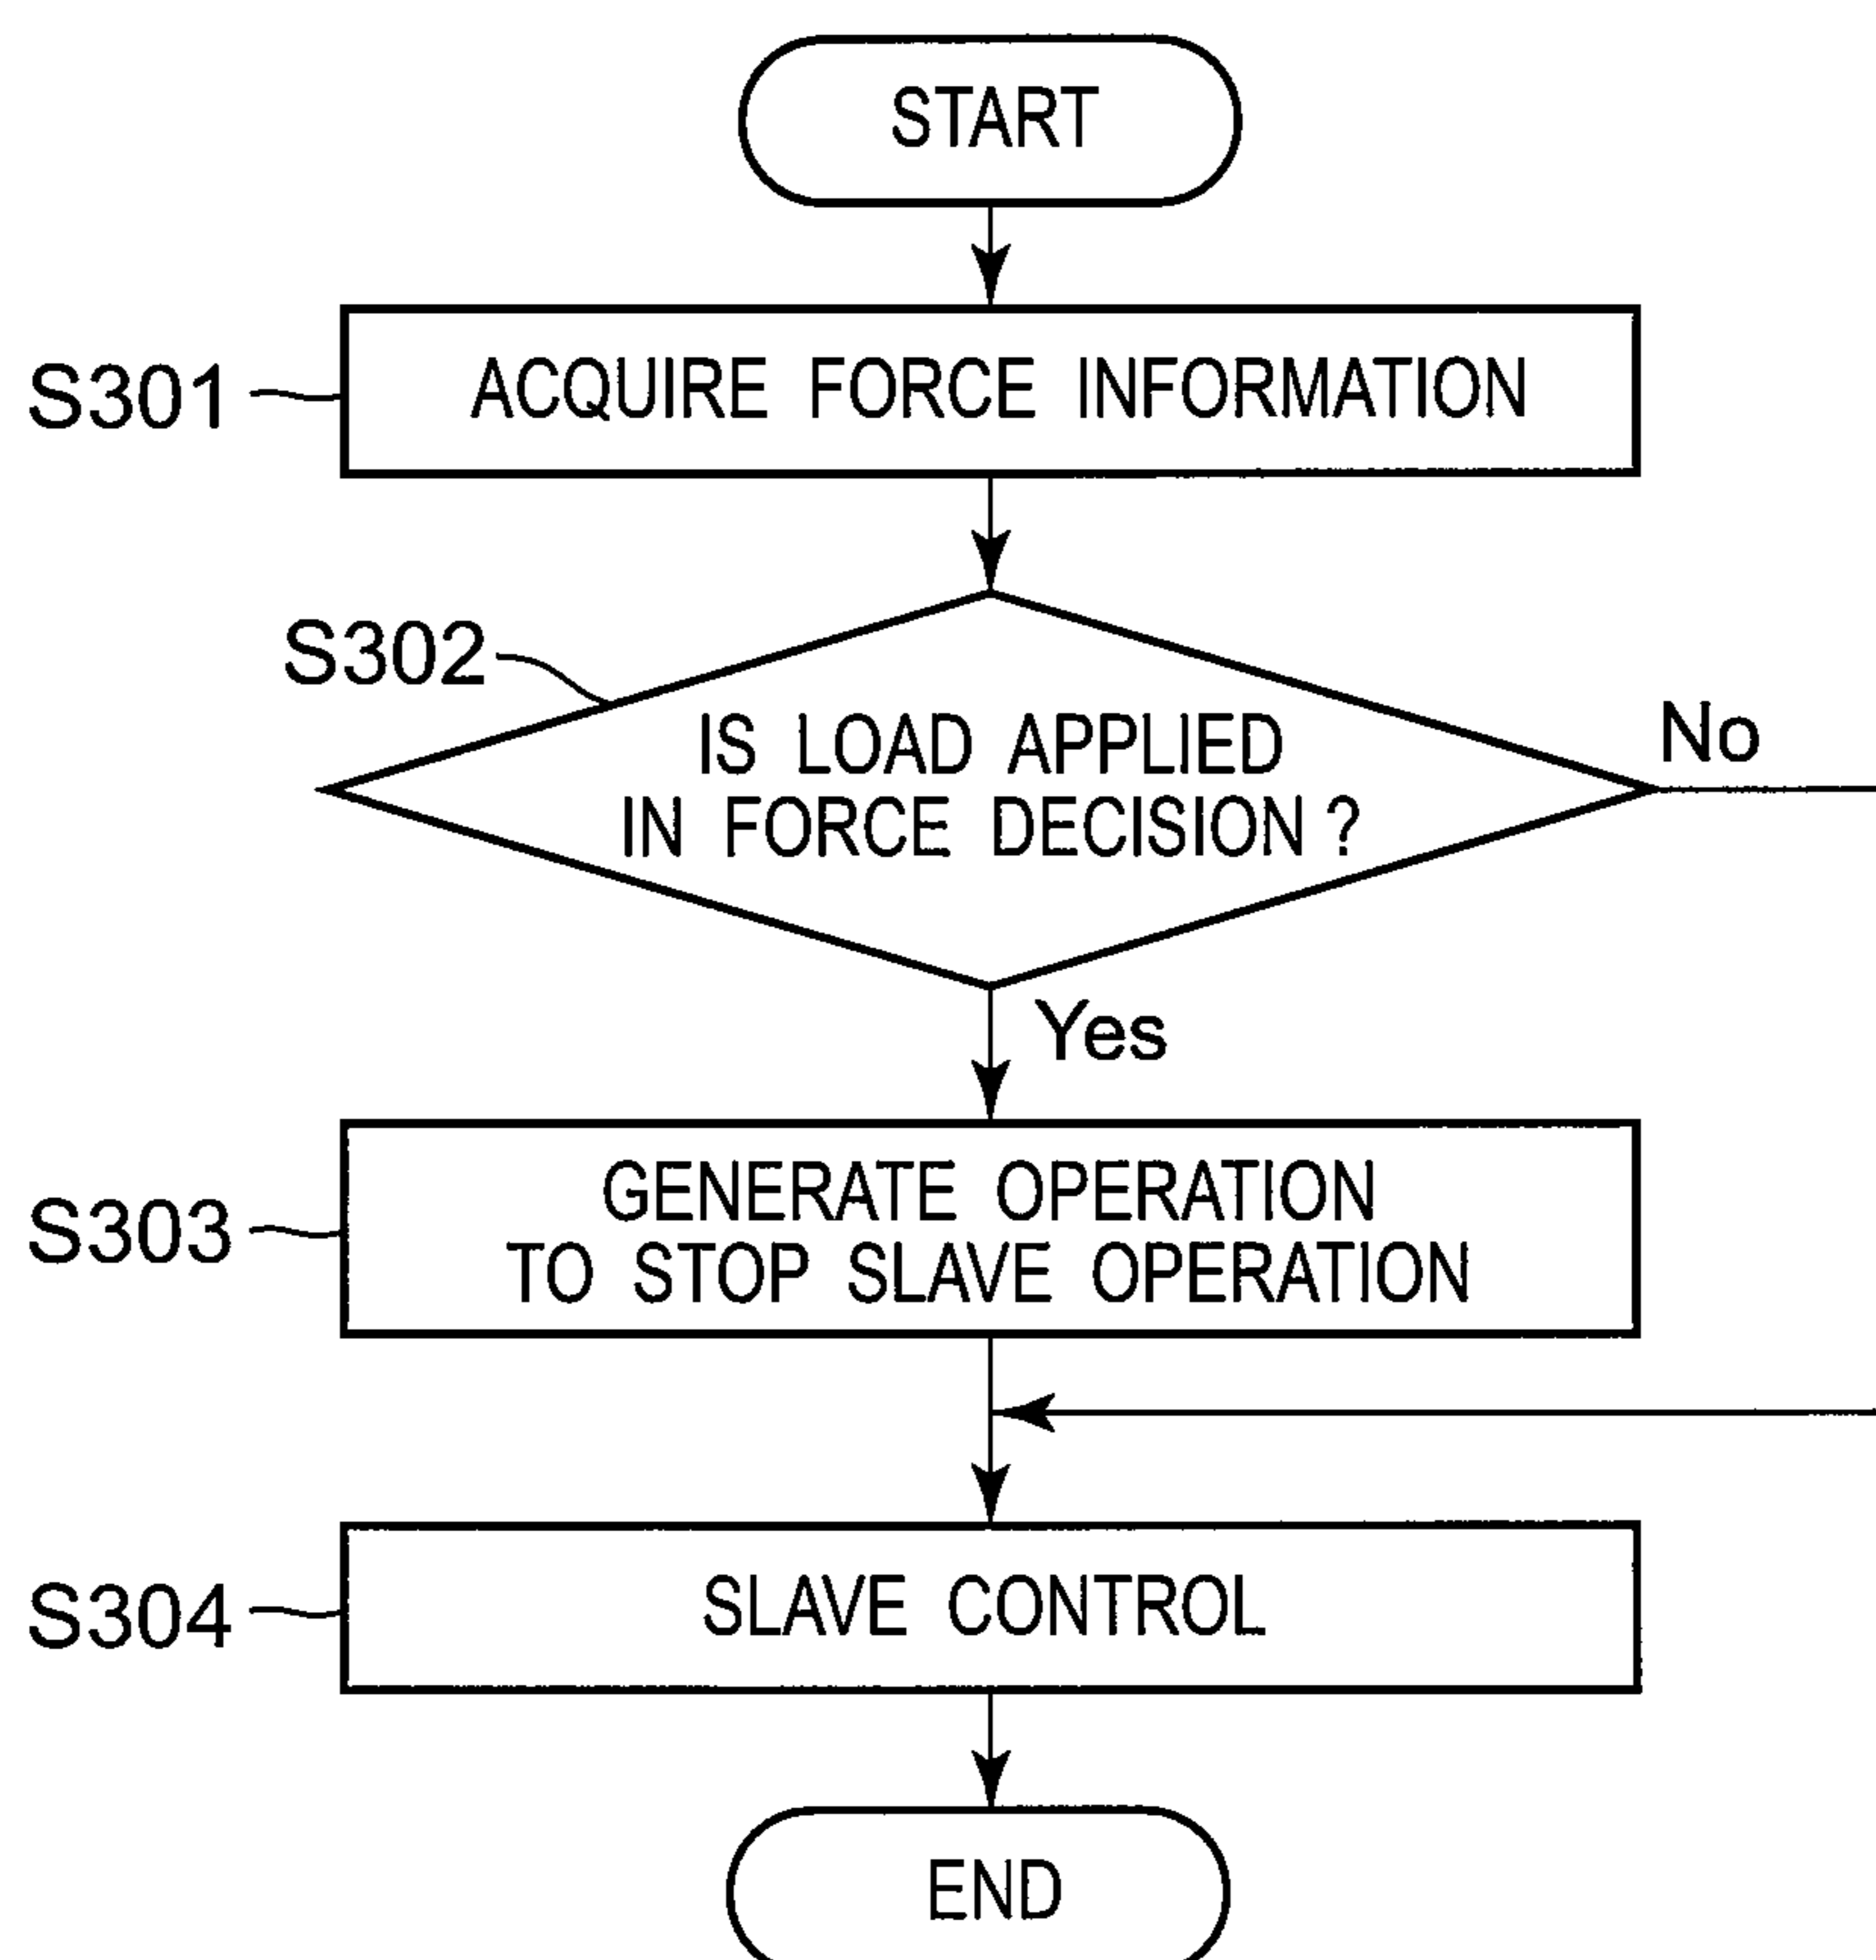 START
S301
ACQUIRE FORCE INFORMATION
S302
IS LOAD APPLIED
IN FORCE DECISION ?
No
Yes
S303
GENERATE OPERATION
TO STOP SLAVE OPERATION
S304
SLAVE CONTROL
END